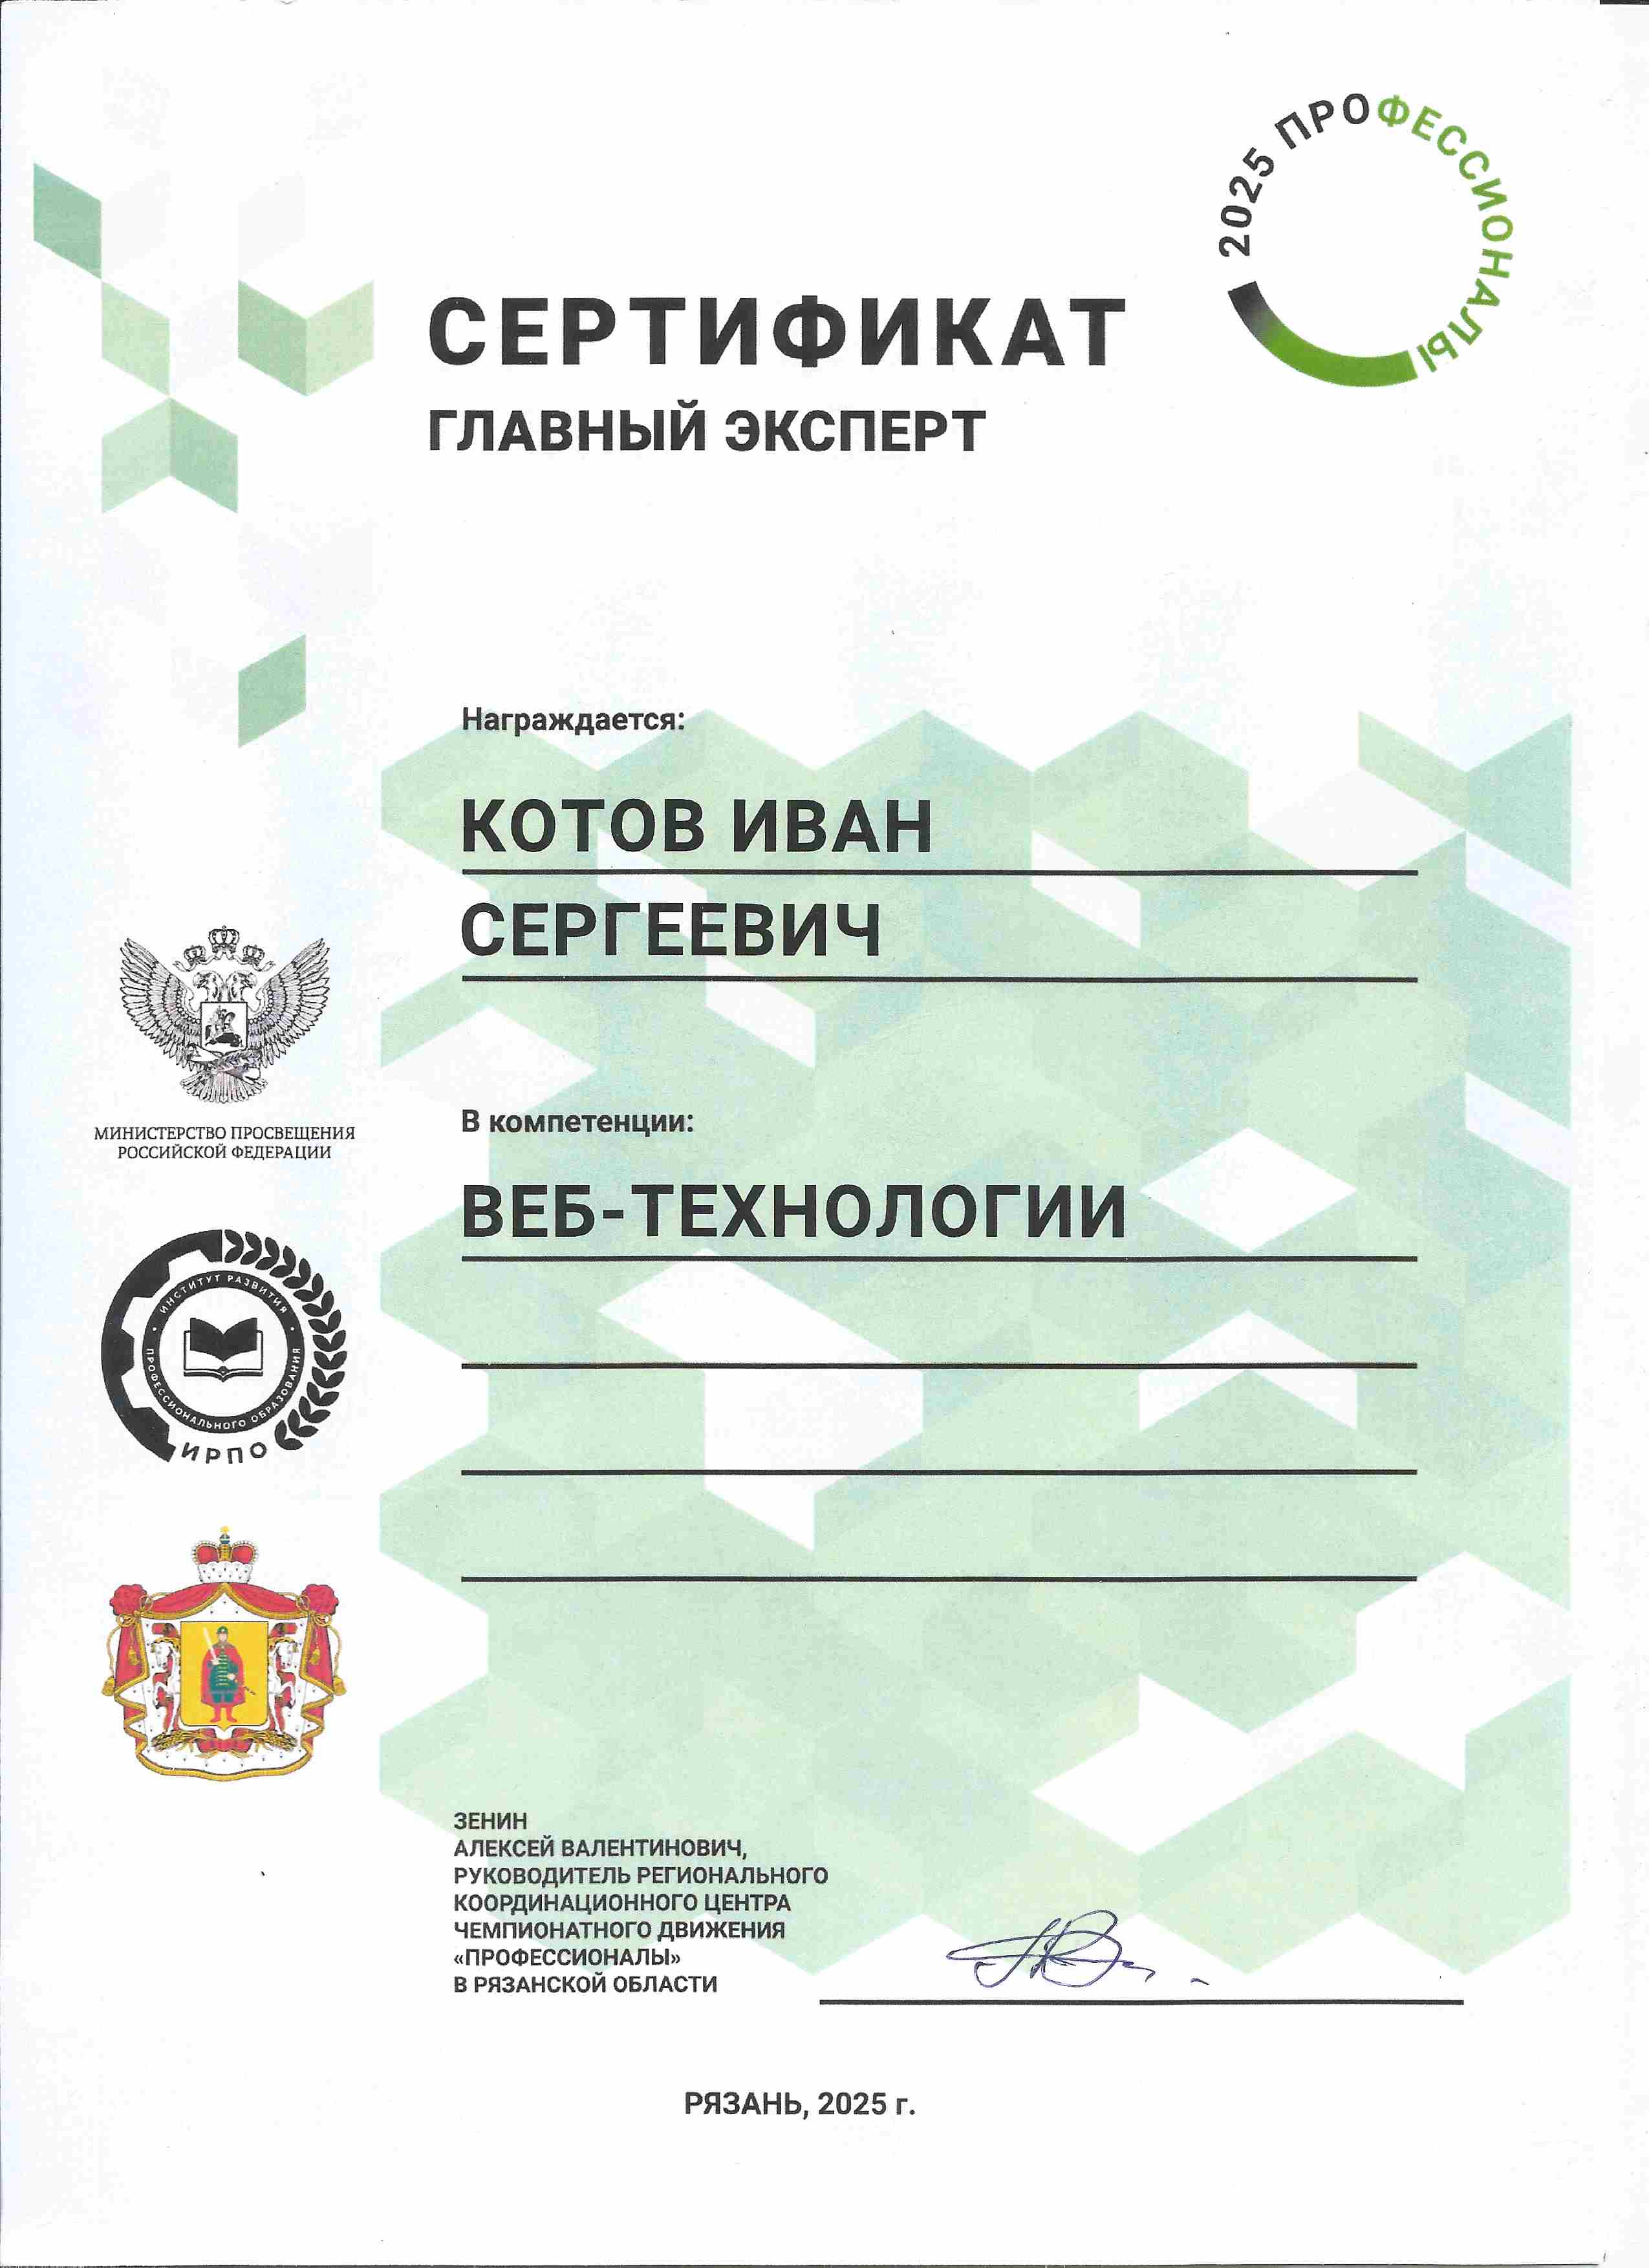 2025 ПРОФЕССИОНАЛЫ
СЕРТИФИКАТ
ГЛАВНЫЙ ЭКСПЕРТ
Награждается:
КОТОВ ИВАН
СЕРГЕЕВИЧ
МИНИСТЕРСТВО ПРОСВЕЩЕНИЯ
РОССИЙСКОЙ ФЕДЕРАЦИИ
В компетенции:
ВЕБ-ТЕХНОЛОГИИ
ИНСТИТУТ РАЗВИТИЯ
ПРОФЕССИОНАЛЬНОГО ОБРАЗОВАНИЯ
ИРПО
ЗЕНИН
АЛЕКСЕЙ ВАЛЕНТИНОВИЧ,
РУКОВОДИТЕЛЬ РЕГИОНАЛЬНОГО
КООРДИНАЦИОННОГО ЦЕНТРА
ЧЕМПИОНАТНОГО ДВИЖЕНИЯ
«ПРОФЕССИОНАЛЫ»
В РЯЗАНСКОЙ ОБЛАСТИ
РЯЗАНЬ, 2025 г.